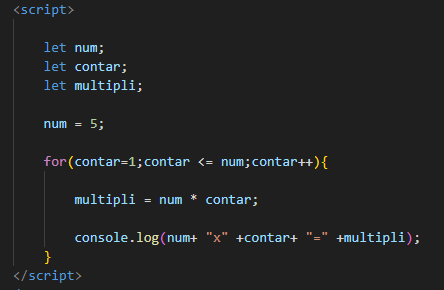 <script>
let num;
let contar;
let multipli;
num = 5;
for(contar=1;contar <= num;contar++){
multipli = num * contar;
console.log(num+ "x" +contar+ "=" +multipli);
}
</script>